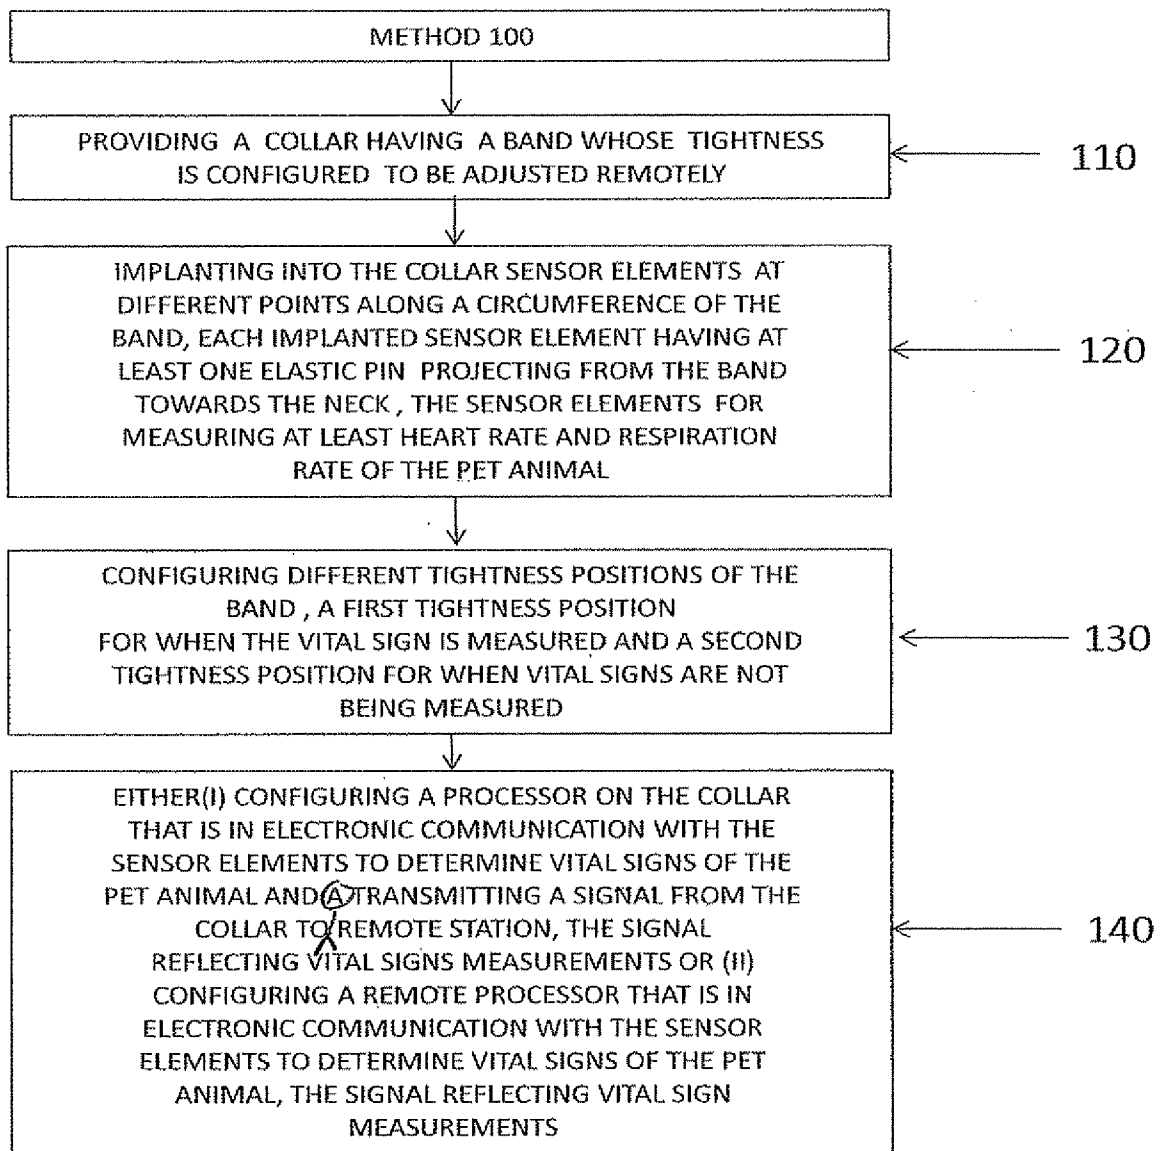 METHOD 100
PROVIDING A COLLAR HAVING A BAND WHOSE TIGHTNESS
IS CONFIGURED TO BE ADJUSTED REMOTELY
110
IMPLANTING INTO THE COLLAR SENSOR ELEMENTS AT
DIFFERENT POINTS ALONG A CIRCUMFERENCE OF THE
BAND, EACH IMPLANTED SENSOR ELEMENT HAVING AT
LEAST ONE ELASTIC PIN PROJECTING FROM THE BAND
TOWARDS THE NECK , THE SENSOR ELEMENTS FOR
MEASURING AT LEAST HEART RATE AND RESPIRATION
RATE OF THE PET ANIMAL
120
CONFIGURING DIFFERENT TIGHTNESS POSITIONS OF THE
BAND , A FIRST TIGHTNESS POSITION
FOR WHEN THE VITAL SIGN IS MEASURED AND A SECOND
TIGHTNESS POSITION FOR WHEN VITAL SIGNS ARE NOT
BEING MEASURED
130
EITHER(I) CONFIGURING A PROCESSOR ON THE COLLAR
THAT IS IN ELECTRONIC COMMUNICATION WITH THE
SENSOR ELEMENTS TO DETERMINE VITAL SIGNS OF THE
PET ANIMAL AND A TRANSMITTING A SIGNAL FROM THE
COLLAR TO REMOTE STATION, THE SIGNAL
REFLECTING VITAL SIGNS MEASUREMENTS OR (II)
CONFIGURING A REMOTE PROCESSOR THAT IS IN
ELECTRONIC COMMUNICATION WITH THE SENSOR
ELEMENTS TO DETERMINE VITAL SIGNS OF THE PET
ANIMAL, THE SIGNAL REFLECTING VITAL SIGN
MEASUREMENTS
140